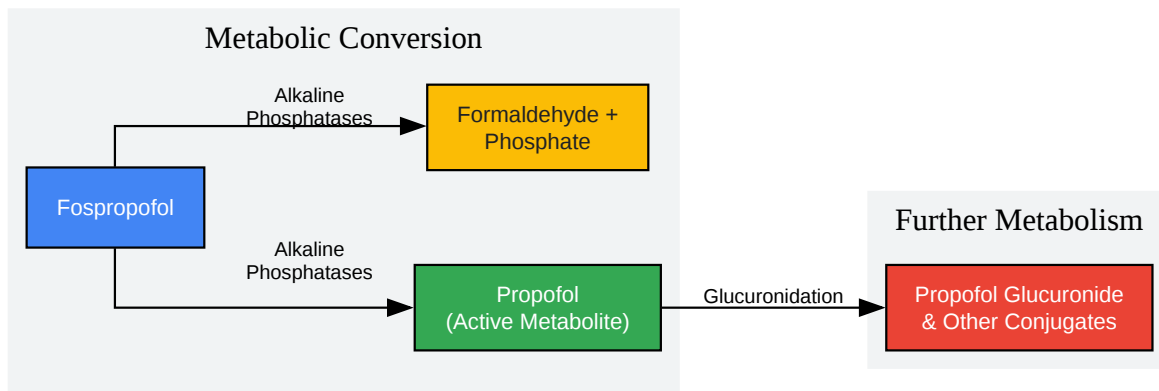 Metabolic Conversion
Alkaline
Phosphatases
Formaldehyde +
Phosphate
Fospropofol
Alkaline
Phosphatases
Propofol
(Active Metabolite)
Glucuronidation
Further Metabolism
Propofol Glucuronide
& Other Conjugates